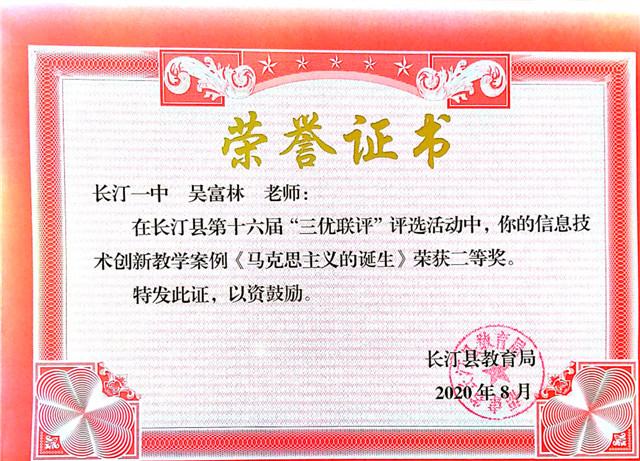 荣誉证书
长汀一中 吴富林 老师：
在长汀县第十六届“三优联评”评选活动中，你的信息技
术创新教学案例《马克思主义的诞生》荣获二等奖。
特发此证，以资鼓励。
长汀县教育局
2020年8月